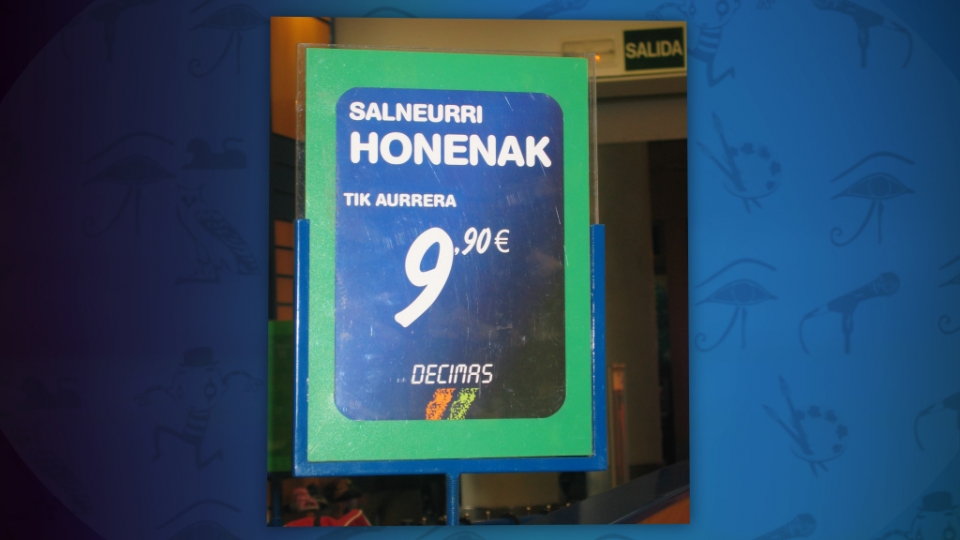 SALIDA
SALNEURRI
HONENAK
TIK AURRERA
9,90€
DECIMAS